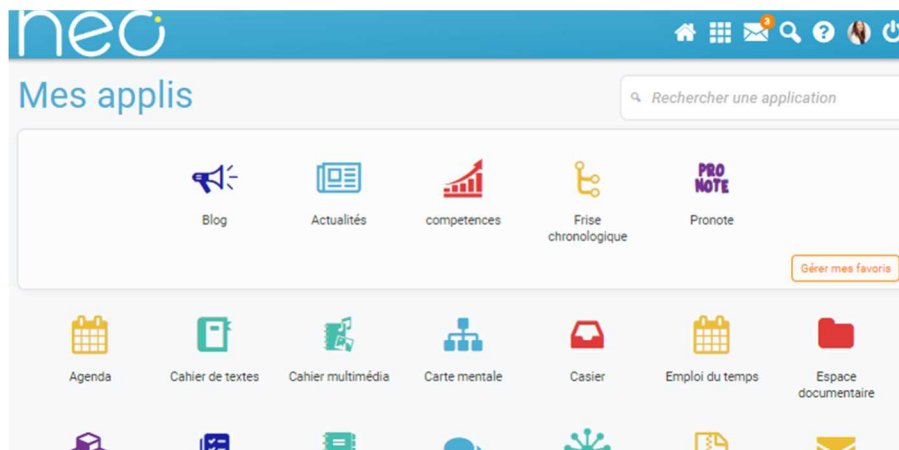 neo
3
Mes applis
Rechercher une application
Blog
Actualités
competences
Frise
chronologique
PRO
NOTE
Pronote
Gérer mes favoris
Agenda
Cahier de textes
Cahier multimédia
Carte mentale
Casier
Emploi du temps
Espace
documentaire